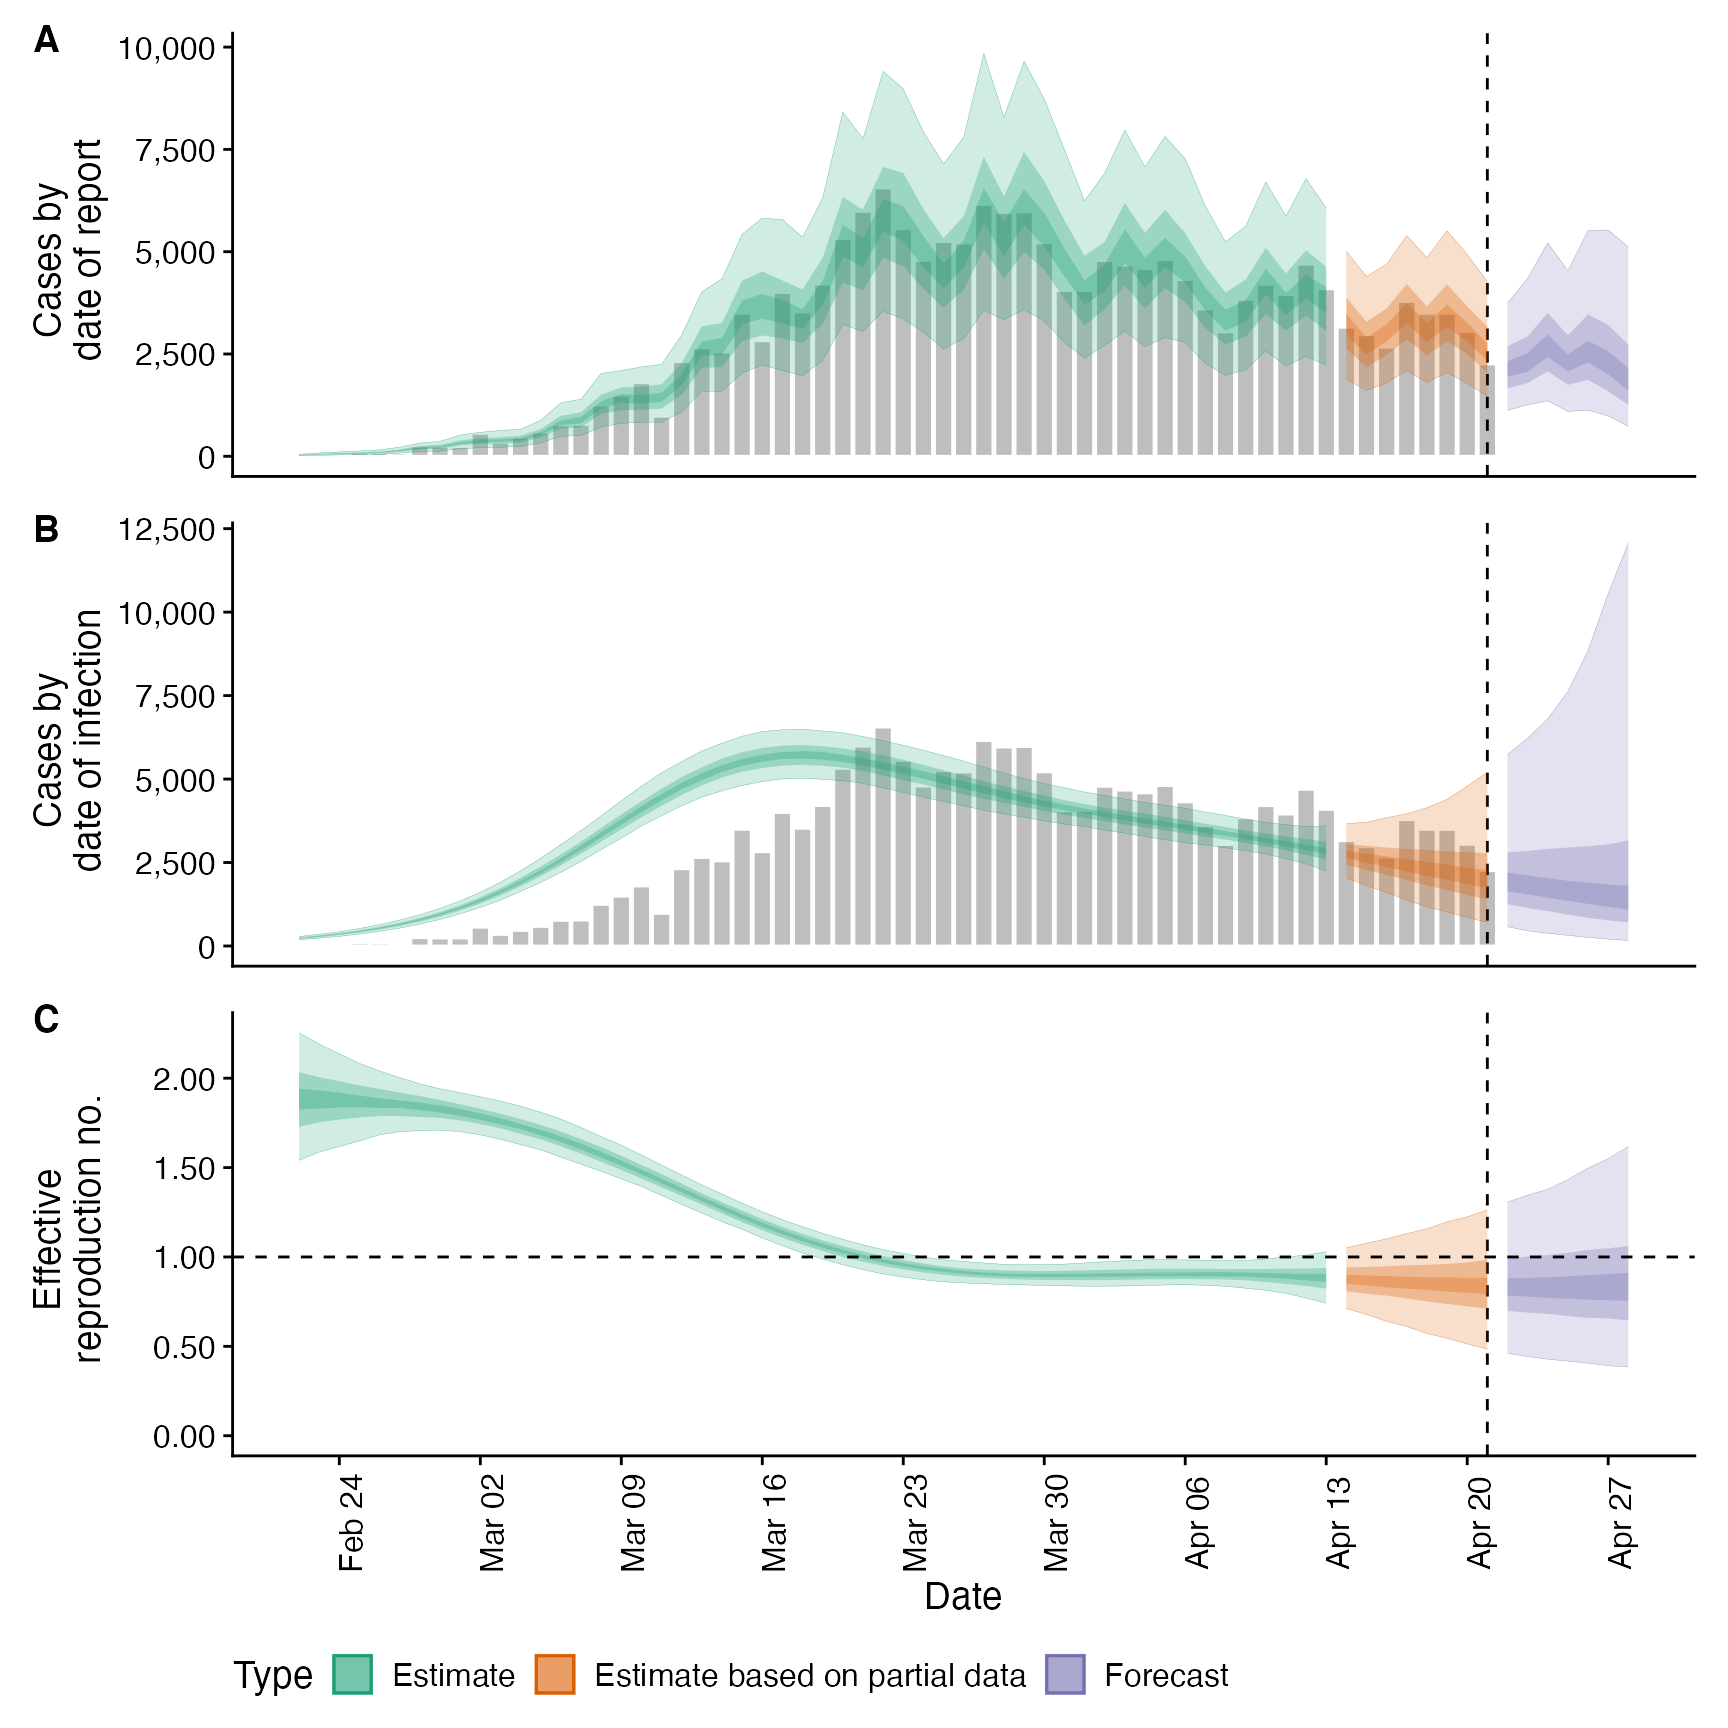 A
10,000
7,500
5,000
2,500
0
Cases by
date of report
B
12,500
10,000
7,500
5,000
2,500
0
Cases by
date of infection
C
2.00
1.50
1.00
0.50
0.00
Effective
reproduction no.
Feb 24
Mar 02
Mar 09
Mar 16
Mar 23
Mar 30
Apr 06
Apr 13
Apr 20
Apr 27
Date
Type Estimate Estimate based on partial data Forecast